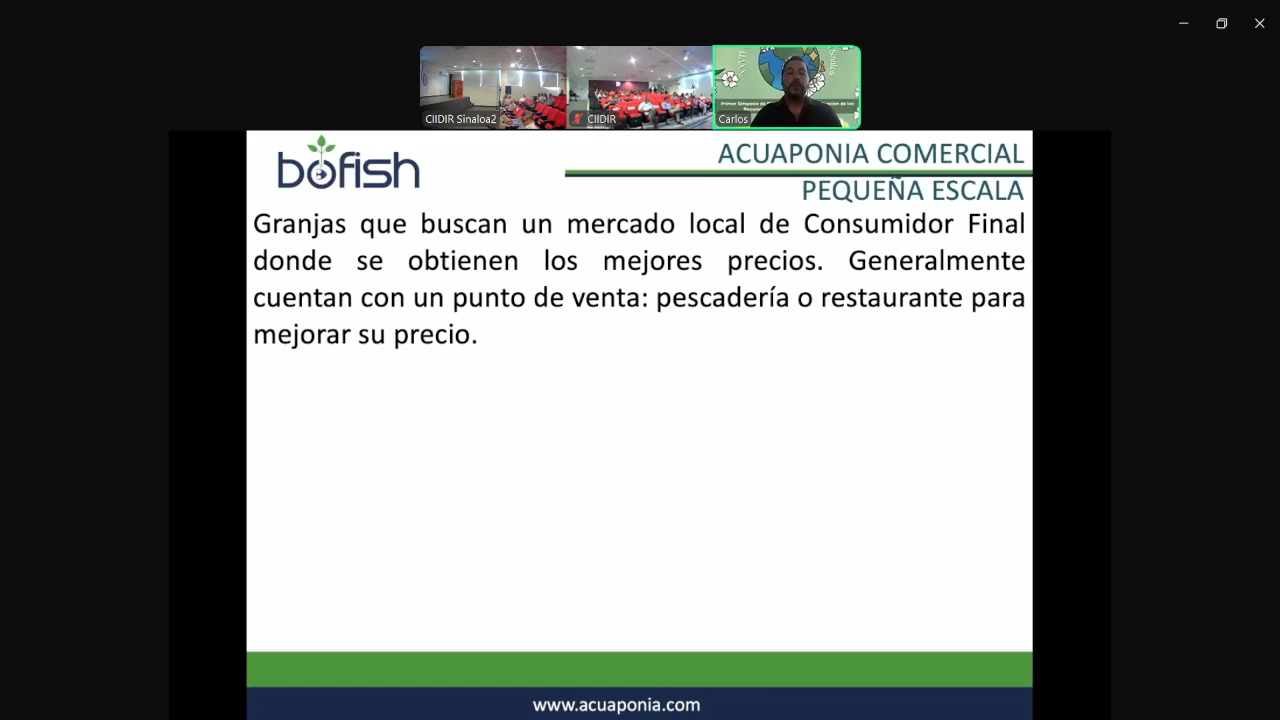 CIIDIR Sinaloa2
CIIDIR
Carlos
Sinaloa
bofish
ACUAPONIA COMERCIAL
PEQUEÑA ESCALA
Granjas que buscan un mercado local de Consumidor Final
donde se obtienen los mejores precios. Generalmente
cuentan con un punto de venta: pescadería o restaurante para
mejorar su precio.
www.acuaponia.com